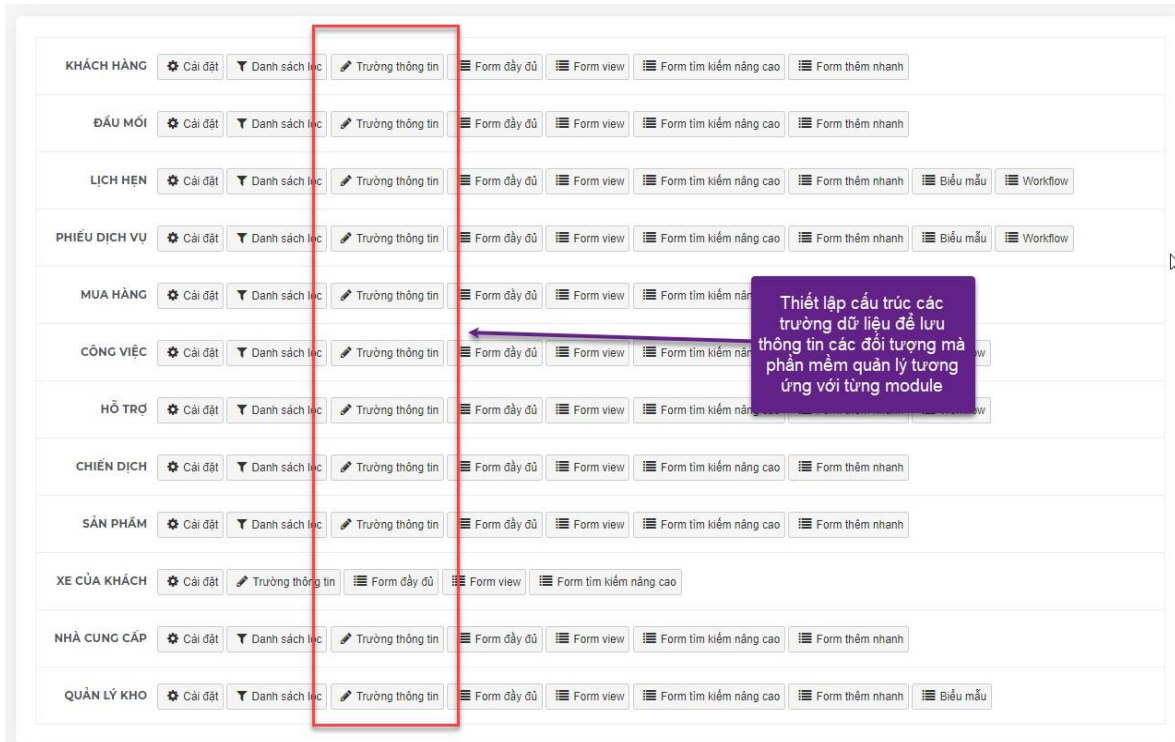 KHÁCH HÀNG Cài đặt Danh sách lọc Trường thông tin Form đầy đủ Form view Form tìm kiếm nâng cao Form thêm nhanh
ĐẦU MỐI Cài đặt Danh sách lọc Trường thông tin Form đầy đủ Form view Form tìm kiếm nâng cao Form thêm nhanh
LỊCH HẸN Cài đặt Danh sách lọc Trường thông tin Form đầy đủ Form view Form tìm kiếm nâng cao Form thêm nhanh Biểu mẫu Workflow
PHIẾU DỊCH VỤ Cài đặt Danh sách lọc Trường thông tin Form đầy đủ Form view Form tìm kiếm nâng cao Form thêm nhanh Biểu mẫu Workflow
MUA HÀNG Cài đặt Danh sách lọc Trường thông tin Form đầy đủ Form view Form tìm kiếm
Thiết lập cấu trúc các
trường dữ liệu để lưu
thông tin các đối tượng mà
phần mềm quản lý tương
ứng với từng module
CÔNG VIỆC Cài đặt Danh sách lọc Trường thông tin Form đầy đủ Form view Form tìm kiếm
HỖ TRỢ Cài đặt Danh sách lọc Trường thông tin Form đầy đủ Form view Form tìm kiếm
CHIẾN DỊCH Cài đặt Danh sách lọc Trường thông tin Form đầy đủ Form view Form tìm kiếm nâng cao Form thêm nhanh
SẢN PHẨM Cài đặt Danh sách lọc Trường thông tin Form đầy đủ Form view Form tìm kiếm nâng cao Form thêm nhanh
XE CỦA KHÁCH Cài đặt Trường thông tin Form đầy đủ Form view Form tìm kiếm nâng cao
NHÀ CUNG CẤP Cài đặt Danh sách lọc Trường thông tin Form đầy đủ Form view Form tìm kiếm nâng cao Form thêm nhanh
QUẢN LÝ KHO Cài đặt Danh sách lọc Trường thông tin Form đầy đủ Form view Form tìm kiếm nâng cao Form thêm nhanh Biểu mẫu